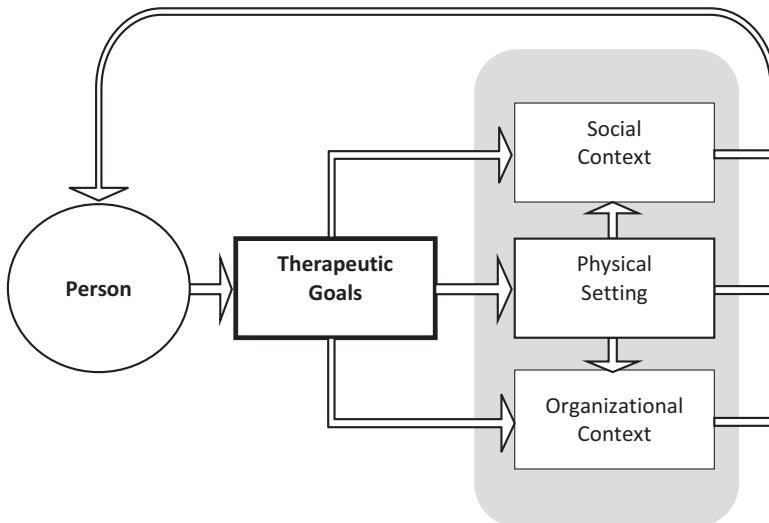 Social
Context
Person
Therapeutic
Goals
Physical
Setting
Organizational
Context